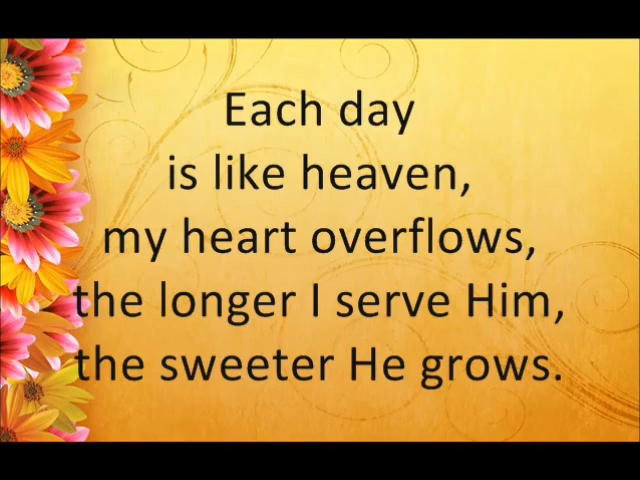 Each day
is like heaven,
my heart overflows,
the longer I serve Him,
the sweeter He grows.